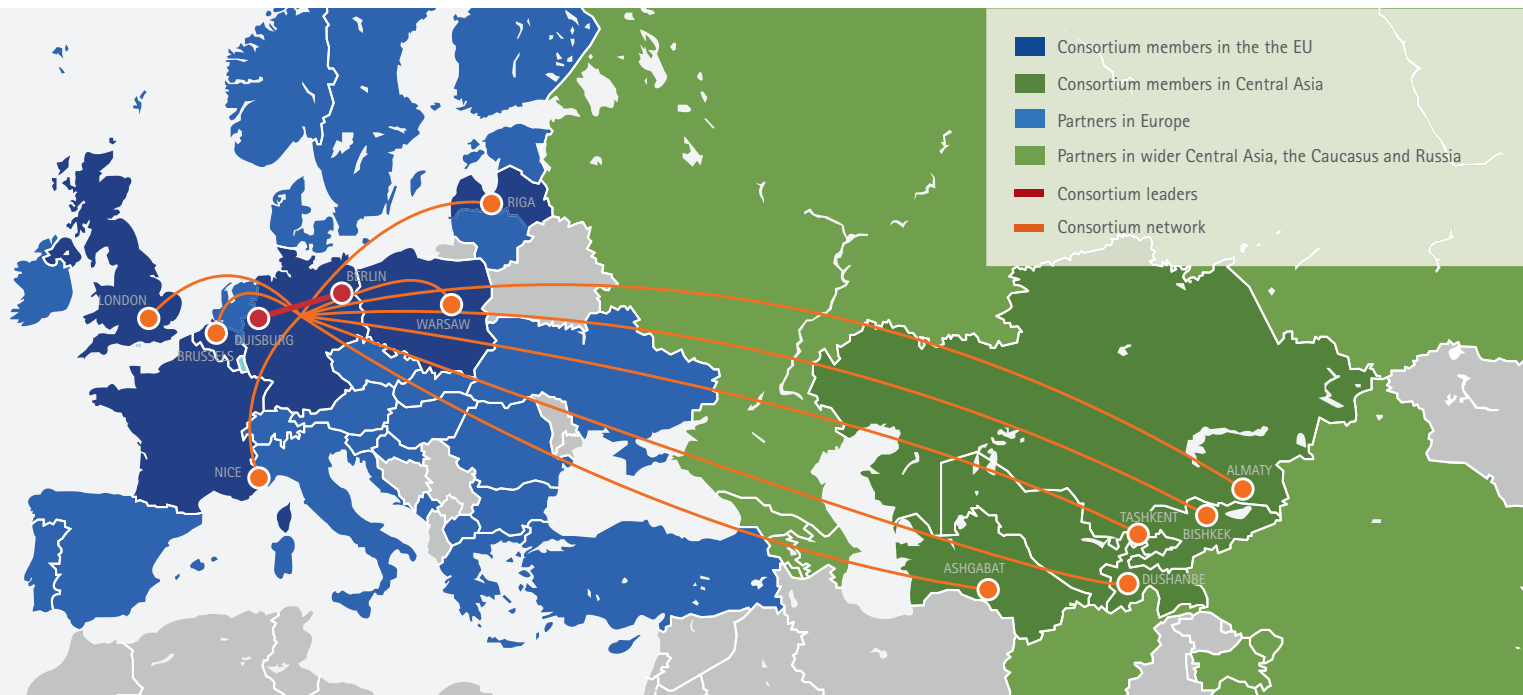 Consortium members in the the EU
Consortium members in Central Asia
Partners in Europe
Partners in wider Central Asia, the Caucasus and Russia
Consortium leaders
Consortium network
RIGA
BERLIN
LONDON
WARSAW
DUISBURG
BRUSSELS
NICE
ALMATY
TASHKENT
BISHKEK
ASHGABAT
DUSHANBE